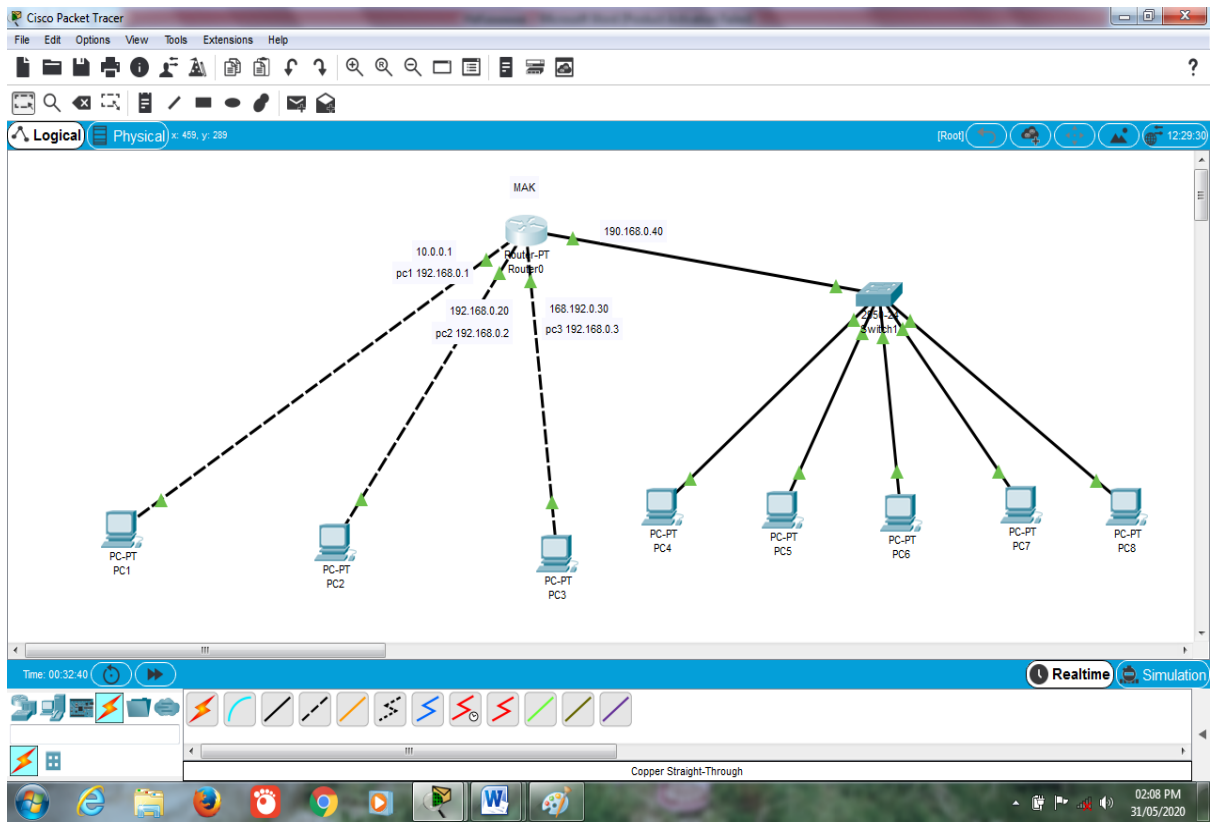 Cisco Packet Tracer
File Edit Options View Tools Extensions Help
?
Logical Physical x: 459, y: 289 [Root] 12:29:30
MAK
190.168.0.40
10.0.0.1
Router-PT
Router0
pc1 192.168.0.1
192.168.0.20
pc2 192.168.0.2
168.192.0.30
pc3 192.168.0.3
Switch1
PC-PT
PC1
PC-PT
PC2
PC-PT
PC3
PC-PT
PC4
PC-PT
PC5
PC-PT
PC6
PC-PT
PC7
PC-PT
PC8
Time: 00:32:40 Realtime Simulation
Copper Straight-Through
02:08 PM
31/05/2020